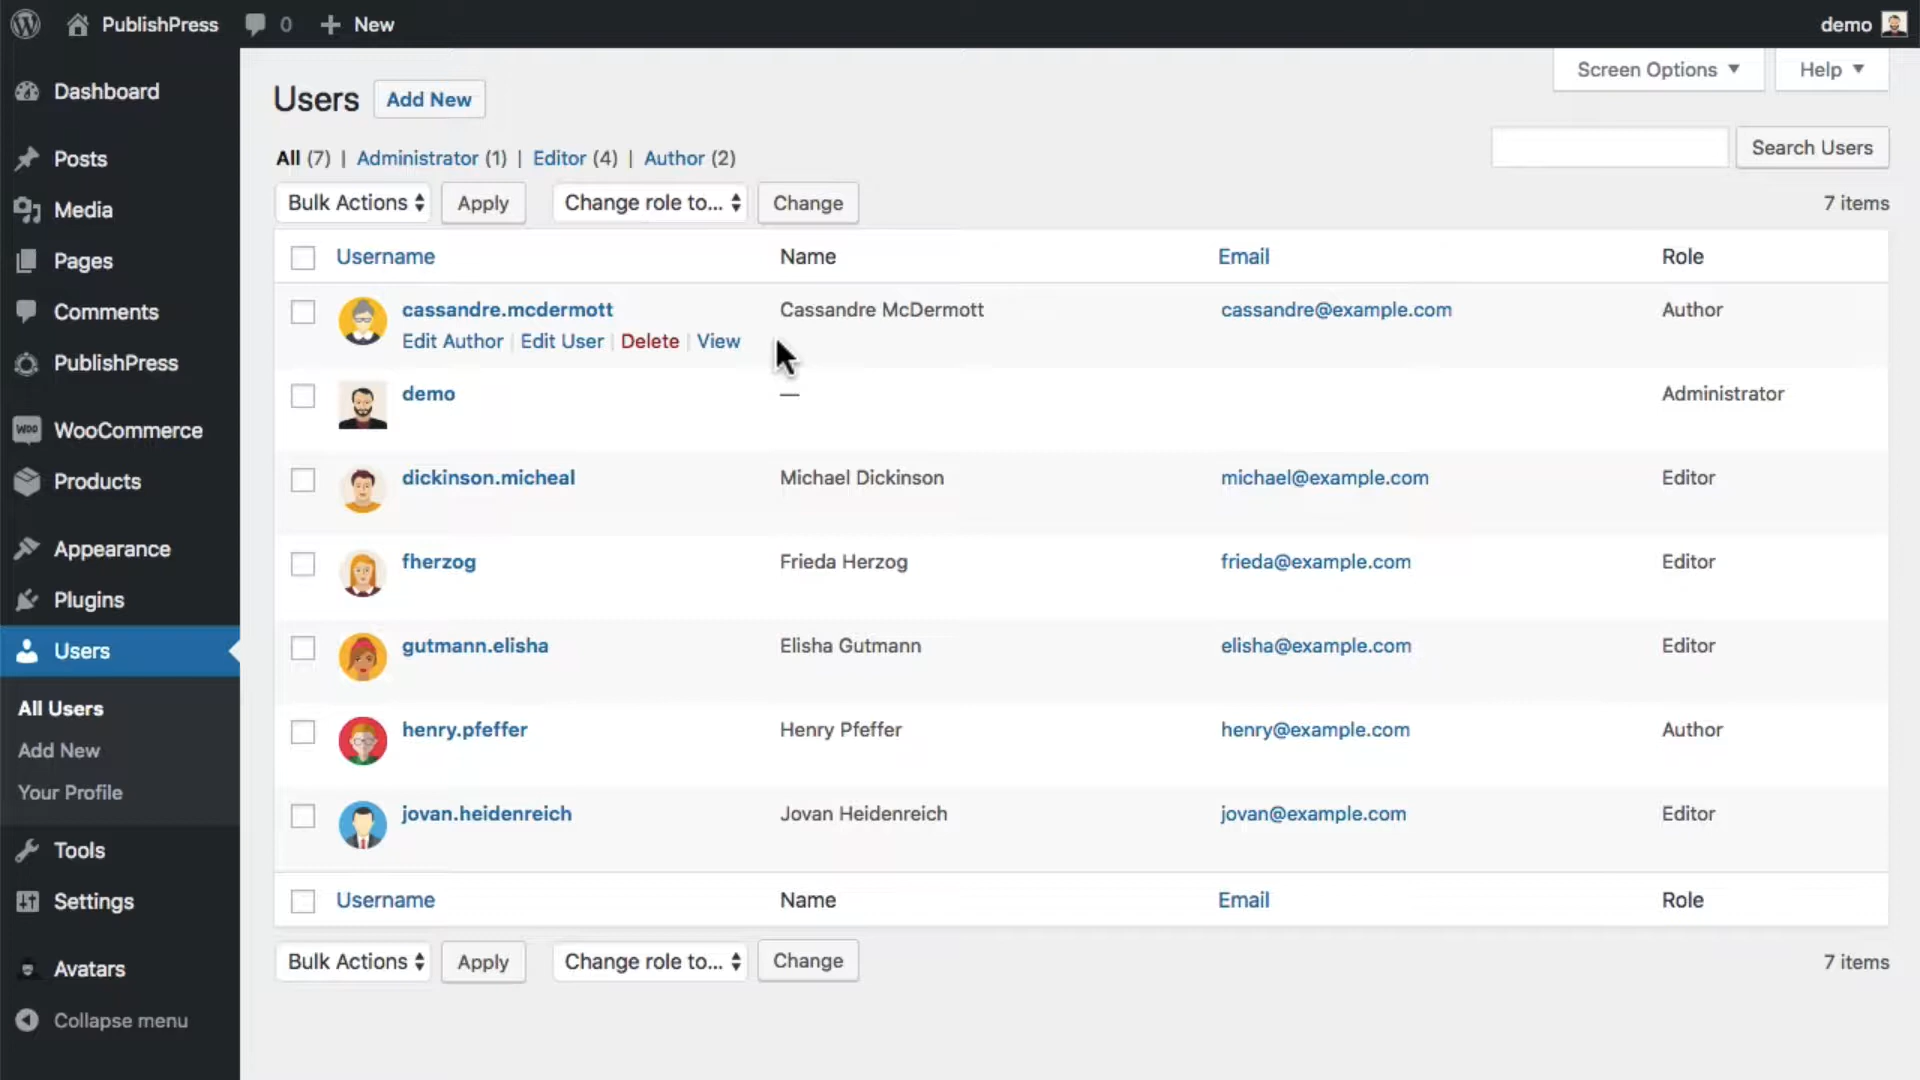 PublishPress 0 New demo
Screen Options Help
Dashboard
Posts
Media
Pages
Comments
PublishPress
WooCommerce
Products
Appearance
Plugins
Users
All Users
Add New
Your Profile
Tools
Settings
Avatars
Collapse menu
Users Add New
All (7) | Administrator (1) | Editor (4) | Author (2)
Search Users
Bulk Actions Apply Change role to... Change 7 items
Username Name Email Role
cassandre.mcdermott Cassandre McDermott cassandre@example.com Author
Edit Author | Edit User | Delete | View
demo — Administrator
dickinson.micheal Michael Dickinson michael@example.com Editor
fherzog Frieda Herzog frieda@example.com Editor
gutmann.elisha Elisha Gutmann elisha@example.com Editor
henry.pfeffer Henry Pfeffer henry@example.com Author
jovan.heidenreich Jovan Heidenreich jovan@example.com Editor
Username Name Email Role
Bulk Actions Apply Change role to... Change 7 items